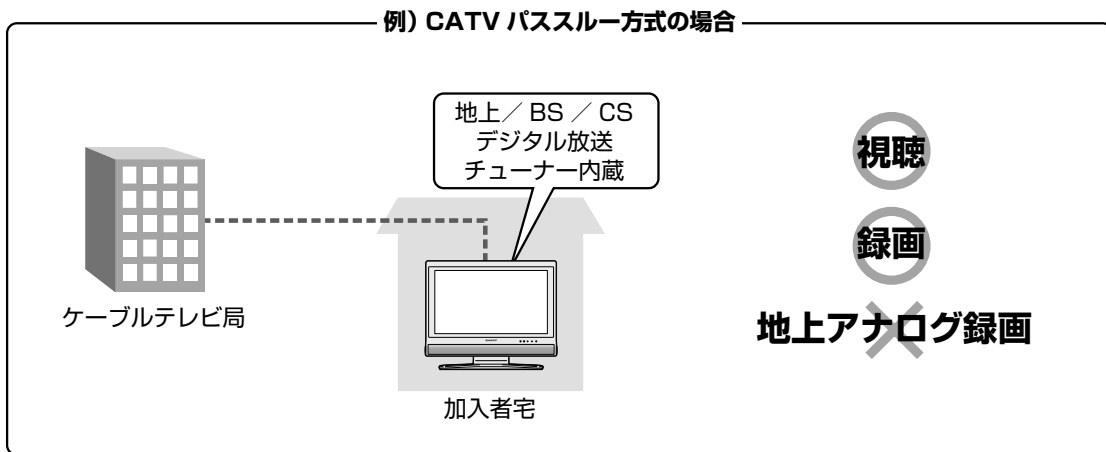 例）CATV パススルー方式の場合
地上／ BS ／ CS
デジタル放送
チューナー内蔵
ケーブルテレビ局
加入者宅
視聴
録画
地上アナログ録画